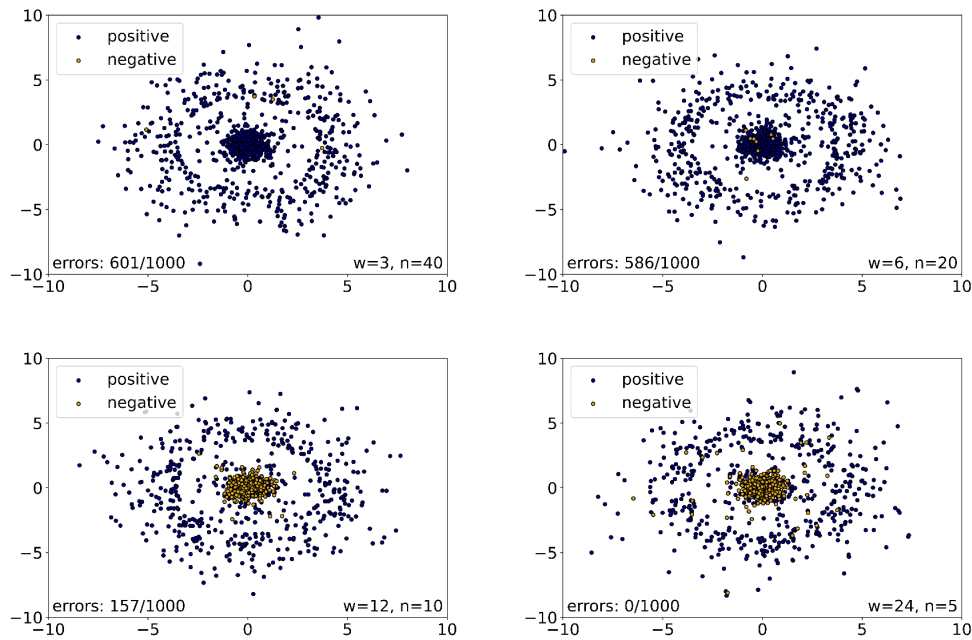 10
5
0
−5
−10
−10
−5
0
5
10
positive
negative
errors: 601/1000
w=3, n=40
10
5
0
−5
−10
−10
−5
0
5
10
positive
negative
errors: 586/1000
w=6, n=20
10
5
0
−5
−10
−10
−5
0
5
10
positive
negative
errors: 157/1000
w=12, n=10
10
5
0
−5
−10
−10
−5
0
5
10
positive
negative
errors: 0/1000
w=24, n=5